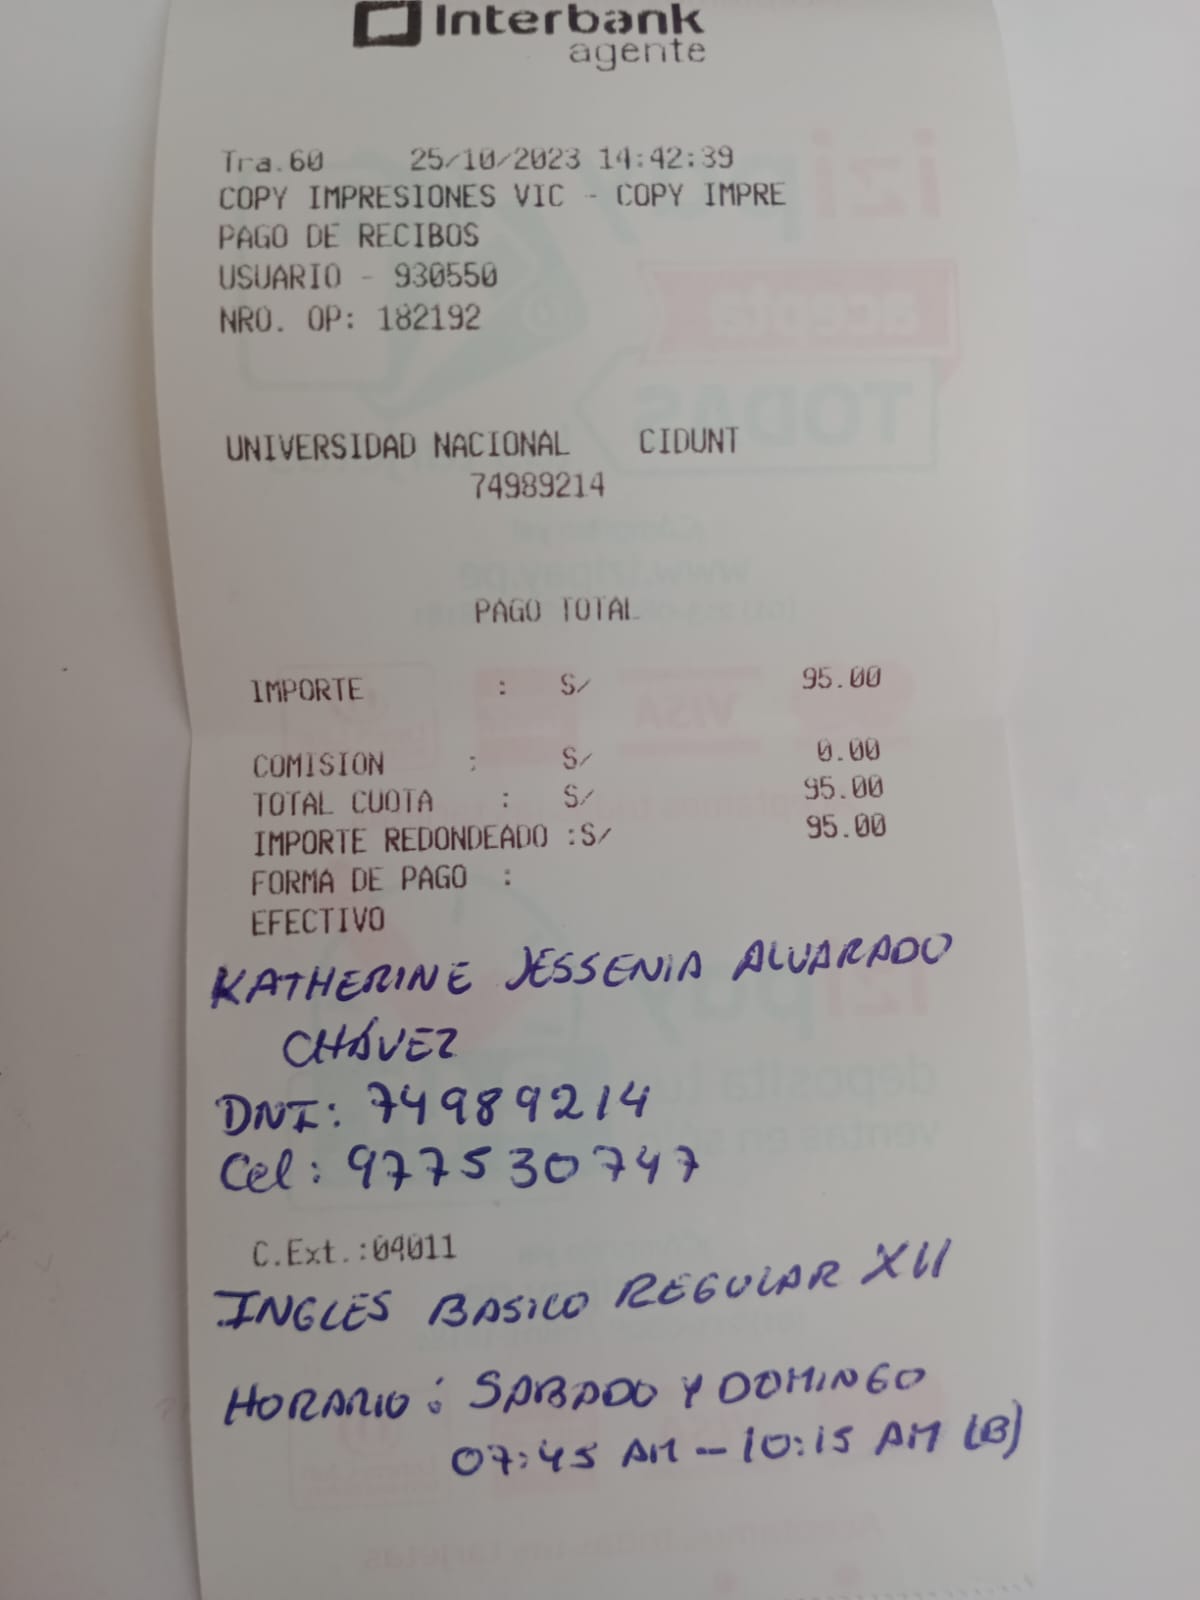 Interbank
agente
Tra.60 25/10/2023 14:42:39
COPY IMPRESIONES VIC - COPY IMPRE
PAGO DE RECIBOS
USUARIO - 930550
NRO. OP: 182192
UNIVERSIDAD NACIONAL CIDUNT
74989214
PAGO TOTAL
IMPORTE : S/ 95.00
COMISION : S/ 0.00
TOTAL CUOTA : S/ 95.00
IMPORTE REDONDEADO :S/ 95.00
FORMA DE PAGO :
EFECTIVO
KATHERINE JESSENIA ALVARADO
CHÁVEZ
DNI: 74989214
Cel: 977530747
C.Ext.:04011
INGLES BASICO REGULAR XII
HORARIO: SABADO Y DOMINGO
07:45 AM - 10:15 AM (B)